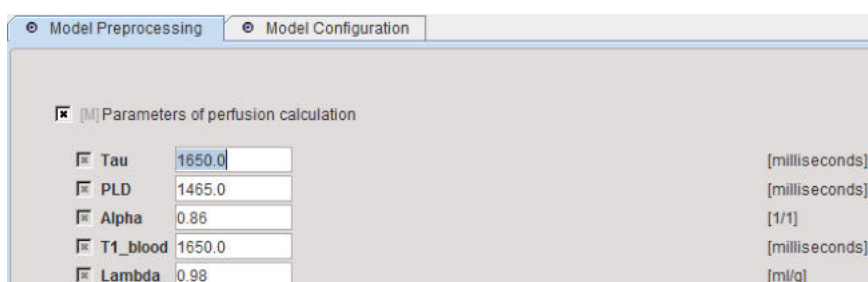 Model Preprocessing Model Configuration
[M] Parameters of perfusion calculation
Tau 1650.0 [milliseconds]
PLD 1465.0 [milliseconds]
Alpha 0.86 [1/1]
T1_blood 1650.0 [milliseconds]
Lambda 0.98 [ml/g]